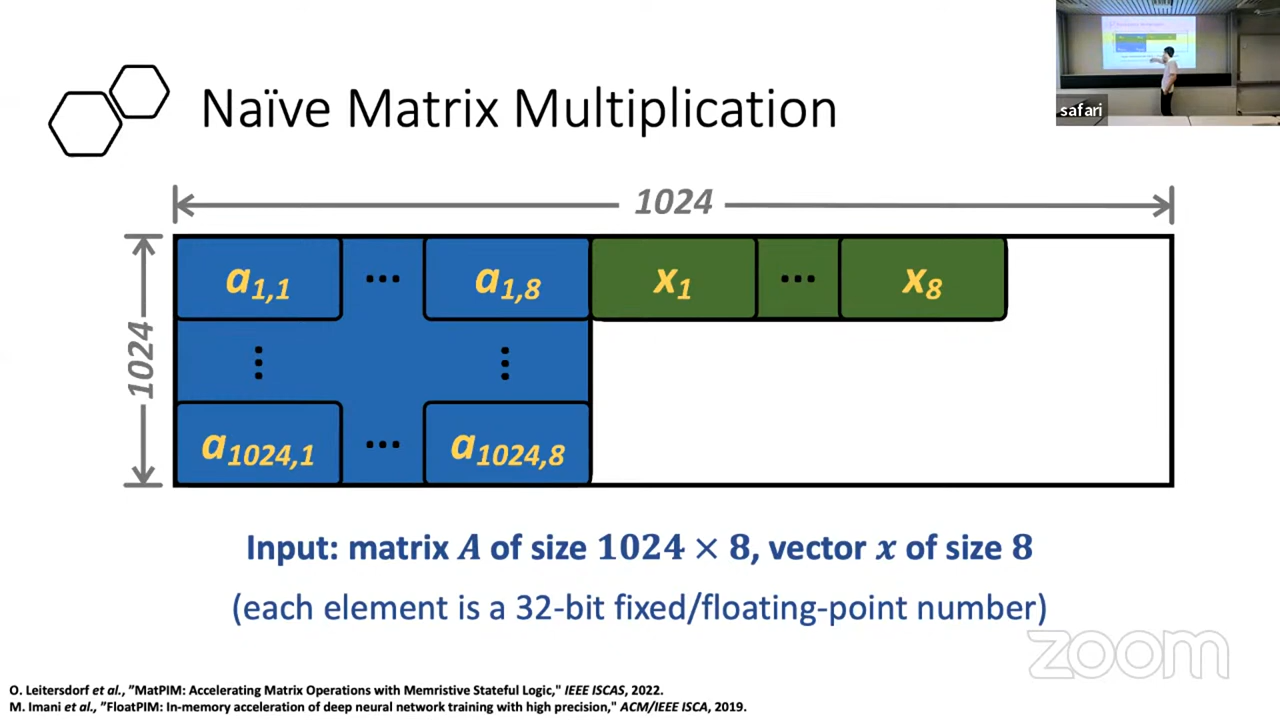 safari
Naïve Matrix Multiplication
1024
1024
a1,1 ... a1,8 x1 ... x8
a1024,1 ... a1024,8
Input: matrix A of size 1024 × 8, vector x of size 8
(each element is a 32-bit fixed/floating-point number)
zoom
O. Leitersdorf et al., "MatPIM: Accelerating Matrix Operations with Memristive Stateful Logic," IEEE ISCAS, 2022.
M. Imani et al., "FloatPIM: In-memory acceleration of deep neural network training with high precision," ACM/IEEE ISCA, 2019.